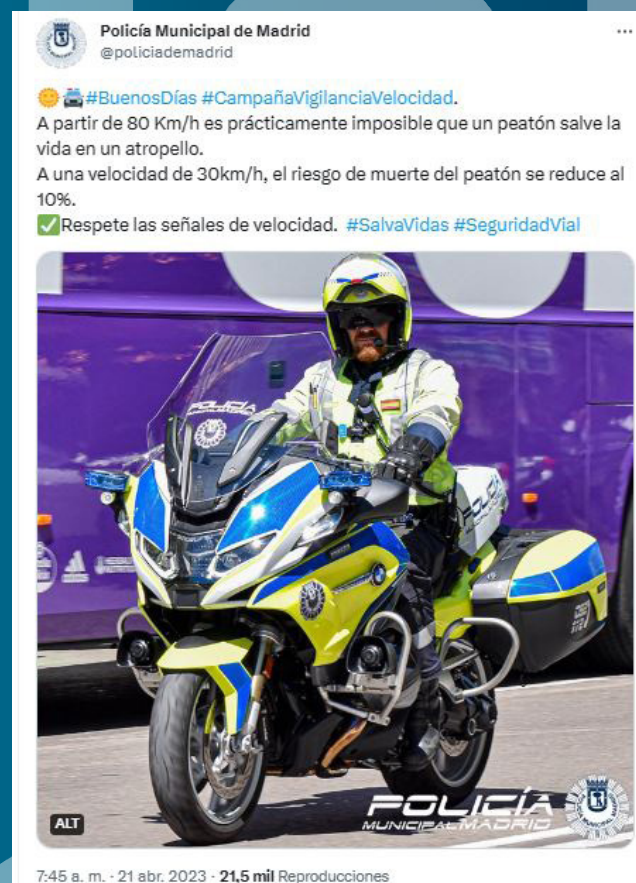 Policía Municipal de Madrid
@policiademadrid
#BuenosDías #CampañaVigilanciaVelocidad.
A partir de 80 Km/h es prácticamente imposible que un peatón salve la
vida en un atropello.
A una velocidad de 30km/h, el riesgo de muerte del peatón se reduce al
10%.
✅Respete las señales de velocidad. #SalvaVidas #SeguridadVial
POLICÍA
POLICÍA
112
ALT
POLICÍA
MUNICIPAL MADRID
7:45 a. m. · 21 abr. 2023 · 21,5 mil Reproducciones